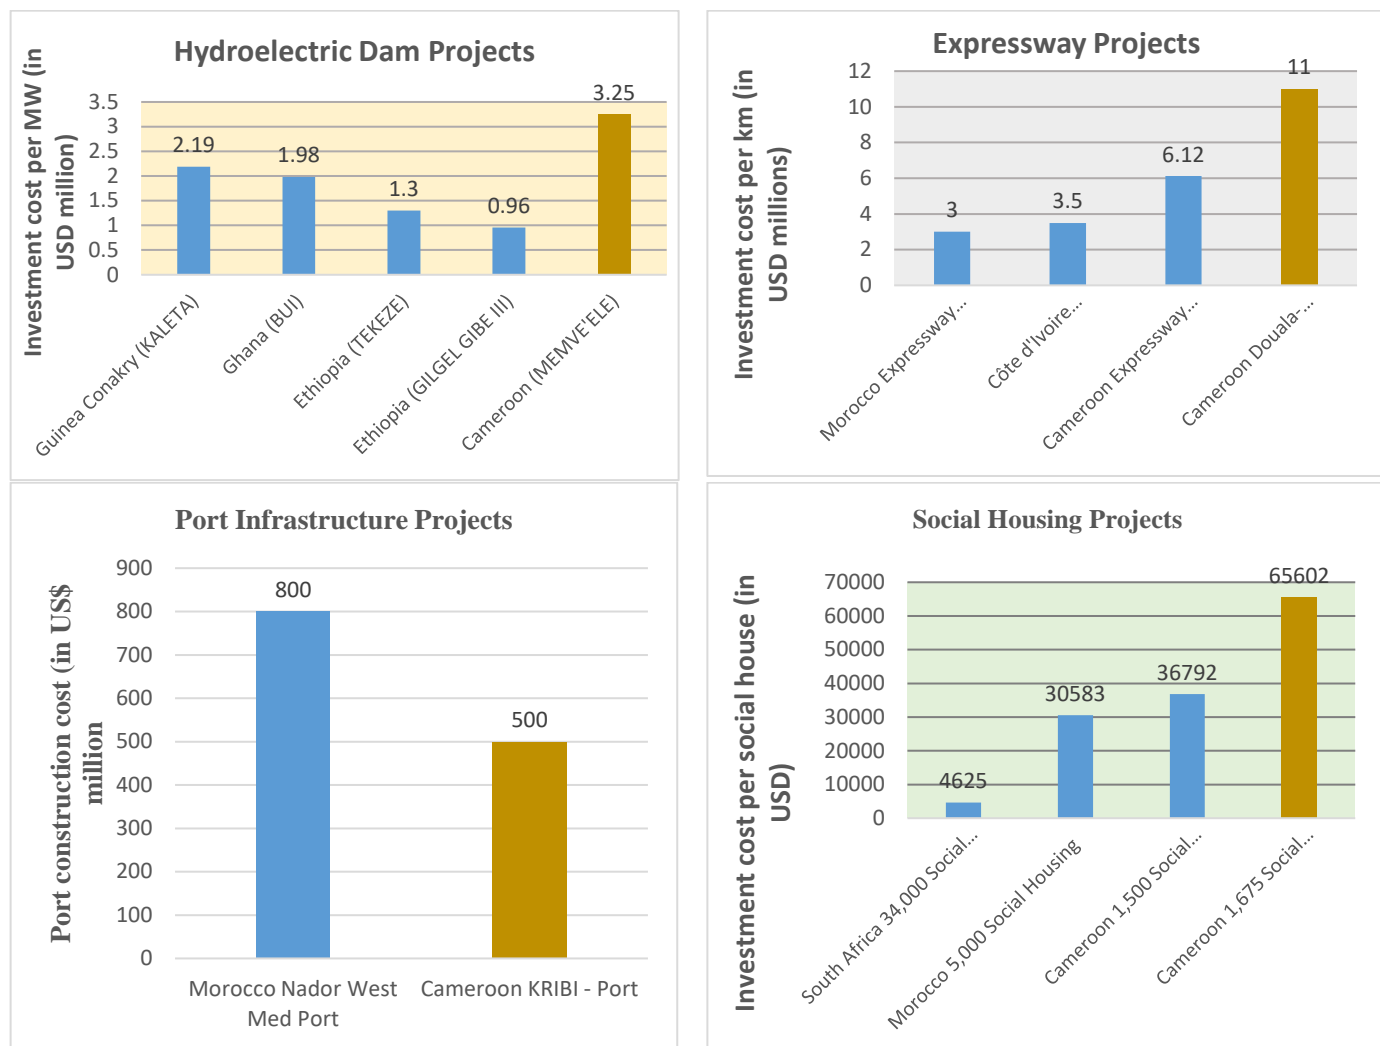 Hydroelectric Dam Projects
Investment cost per MW (in
USD million)
3.5
3
2.5
2
1.5
1
0.5
0
2.19
1.98
1.3
0.96
3.25
Guinea Conakry (KALETA)
Ghana (BUI)
Ethiopia (TEKEZE)
Ethiopia (GILGEL GIBE III)
Cameroon (MEMVE'ELE)
Expressway Projects
Investment cost per km (in
USD millions)
12
10
8
6
4
2
0
3
3.5
6.12
11
Morocco Expressway…
Côte d'Ivoire…
Cameroon Expressway…
Cameroon Douala-…
Port Infrastructure Projects
Port construction cost (in US$
million
900
800
700
600
500
400
300
200
100
0
800
500
Morocco Nador West
Med Port
Cameroon KRIBI - Port
Social Housing Projects
Investment cost per social house (in
USD)
70000
60000
50000
40000
30000
20000
10000
0
4625
30583
36792
65602
South Africa 34,000 Social…
Morocco 5,000 Social Housing
Cameroon 1,500 Social…
Cameroon 1,675 Social…